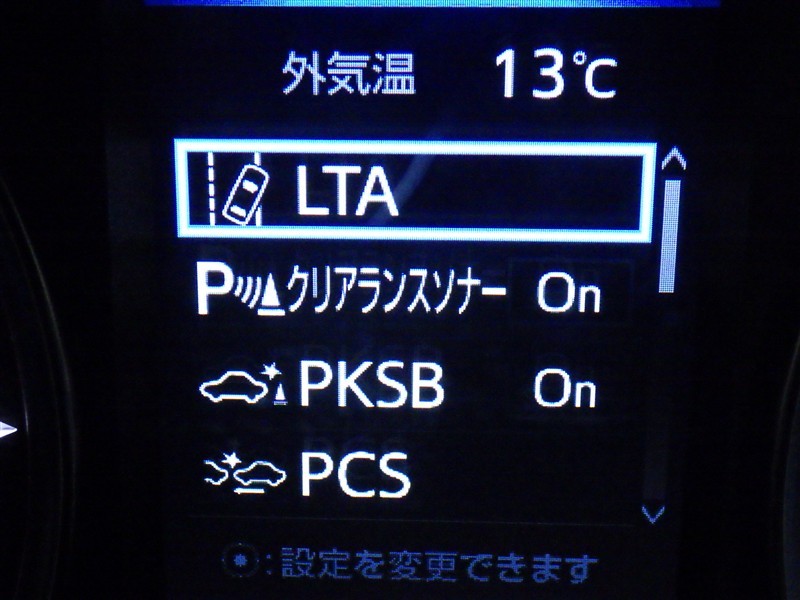 外気温 13℃
LTA
Pクリアランスソナー On
PKSB On
PCS
:設定を変更できます